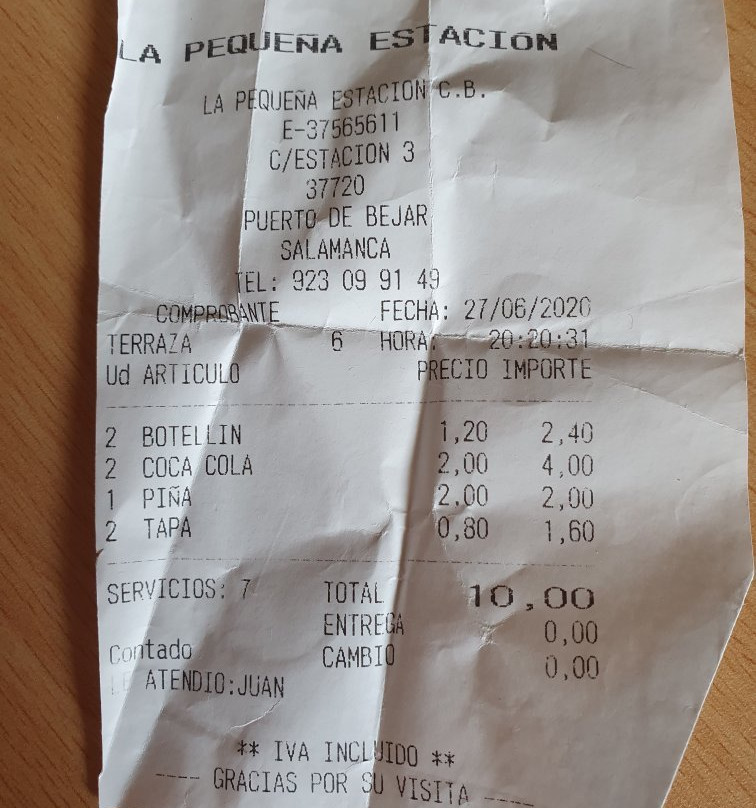 LA PEQUEÑA ESTACION
LA PEQUEÑA ESTACION C.B.
E-37565611
C/ESTACION 3
37720
PUERTO DE BEJAR
SALAMANCA
TEL: 923 09 91 49
COMPROBANTE FECHA: 27/06/2020
TERRAZA 6 HORA: 20:20:31
Ud ARTICULO PRECIO IMPORTE
2 BOTELLIN 1,20 2,40
2 COCA COLA 2,00 4,00
1 PIÑA 2,00 2,00
2 TAPA 0,80 1,60
SERVICIOS: 7 TOTAL 10,00
ENTREGA 0,00
Contado CAMBIO 0,00
LE ATENDIO:JUAN
** IVA INCLUIDO **
---- GRACIAS POR SU VISITA ----